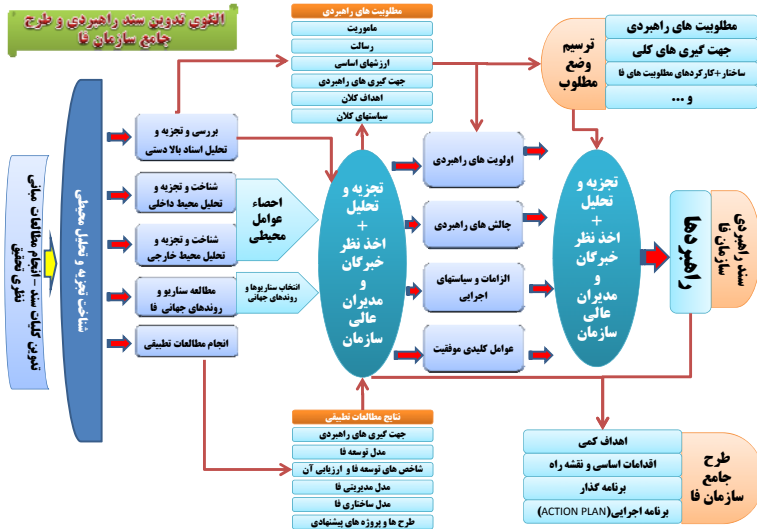 الگوی تدوین سند راهبردی و طرح
جامع سازمان فا
تدوین کلیات سند – انجام مطالعات مبانی
نظری تحقیق
شناخت تجزیه و تحلیل محیطی
بررسی و تجزیه و
تحلیل اسناد بالا دستی
شناخت و تجزیه و
تحلیل محیط داخلی
شناخت و تجزیه و
تحلیل محیط خارجی
مطالعه سناریو و
روندهای جهانی فا
انجام مطالعات تطبیقی
احصاء
عوامل
محیطی
انتخاب سناریوها و
روندهای جهانی
مطلوبیت های راهبردی
ماموریت
رسالت
ارزشهای اساسی
جهت گیری های راهبردی
اهداف کلان
سیاستهای کلان
تجزیه و
تحلیل
+
اخذ نظر
خبرگان
و
مدیران
عالی
سازمان
نتایج مطالعات تطبیقی
جهت گیری های راهبردی
مدل توسعه فا
شاخص های توسعه فا و ارزیابی آن
مدل مدیریتی فا
مدل ساختاری فا
طرح ها و پروژه های پیشنهادی
اولویت های راهبردی
چالش های راهبردی
الزامات و سیاستهای
اجرایی
عوامل کلیدی موفقیت
ترسیم
وضع
مطلوب
مطلوبیت های راهبردی
جهت گیری های کلی
ساختار+کارکردهای مطلوبیت های فا
و ...
تجزیه و
تحلیل
+
اخذ نظر
خبرگان
و
مدیران
عالی
سازمان
راهبردها
سند راهبردی
سازمان فا
طرح
جامع
سازمان فا
اهداف کمی
اقدامات اساسی و نقشه راه
برنامه گذار
برنامه اجرایی(ACTION PLAN)